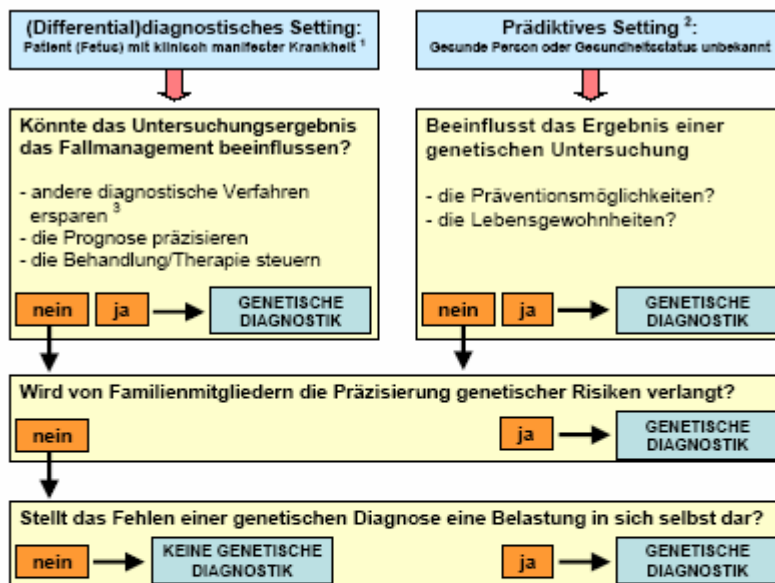 (Differential)diagnostisches Setting:
Patient (Fetus) mit klinisch manifester Krankheit 1
Prädiktives Setting 2:
Gesunde Person oder Gesundheitsstatus unbekannt
Könnte das Untersuchungsergebnis
das Fallmanagement beeinflussen?
- andere diagnostische Verfahren
ersparen 3
- die Prognose präzisieren
- die Behandlung/Therapie steuern
nein
ja
GENETISCHE
DIAGNOSTIK
Beeinflusst das Ergebnis einer
genetischen Untersuchung
- die Präventionsmöglichkeiten?
- die Lebensgewohnheiten?
nein
ja
GENETISCHE
DIAGNOSTIK
Wird von Familienmitgliedern die Präzisierung genetischer Risiken verlangt?
nein
ja
GENETISCHE
DIAGNOSTIK
Stellt das Fehlen einer genetischen Diagnose eine Belastung in sich selbst dar?
nein
KEINE GENETISCHE
DIAGNOSTIK
ja
GENETISCHE
DIAGNOSTIK